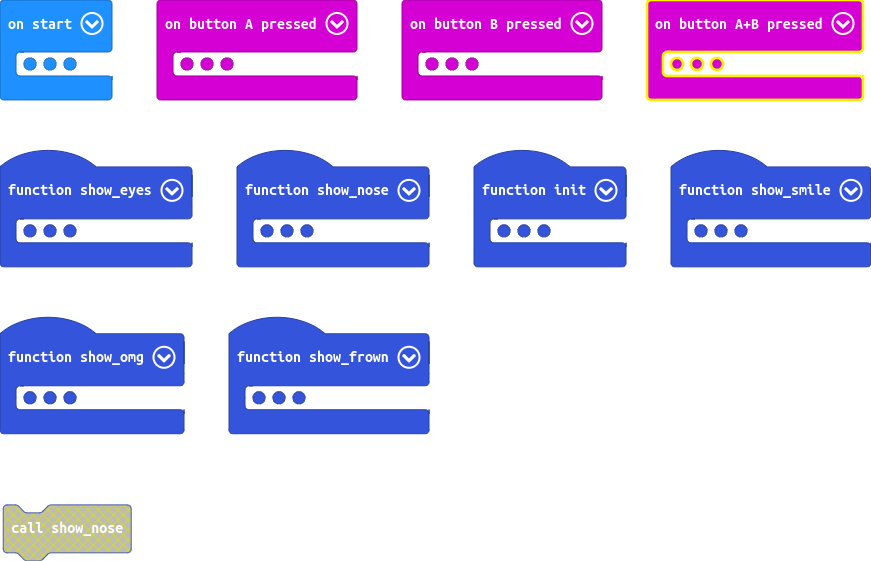 on start
on button A pressed
on button B pressed
on button A+B pressed
function show_eyes
function show_nose
function init
function show_smile
function show_omg
function show_frown
call show_nose